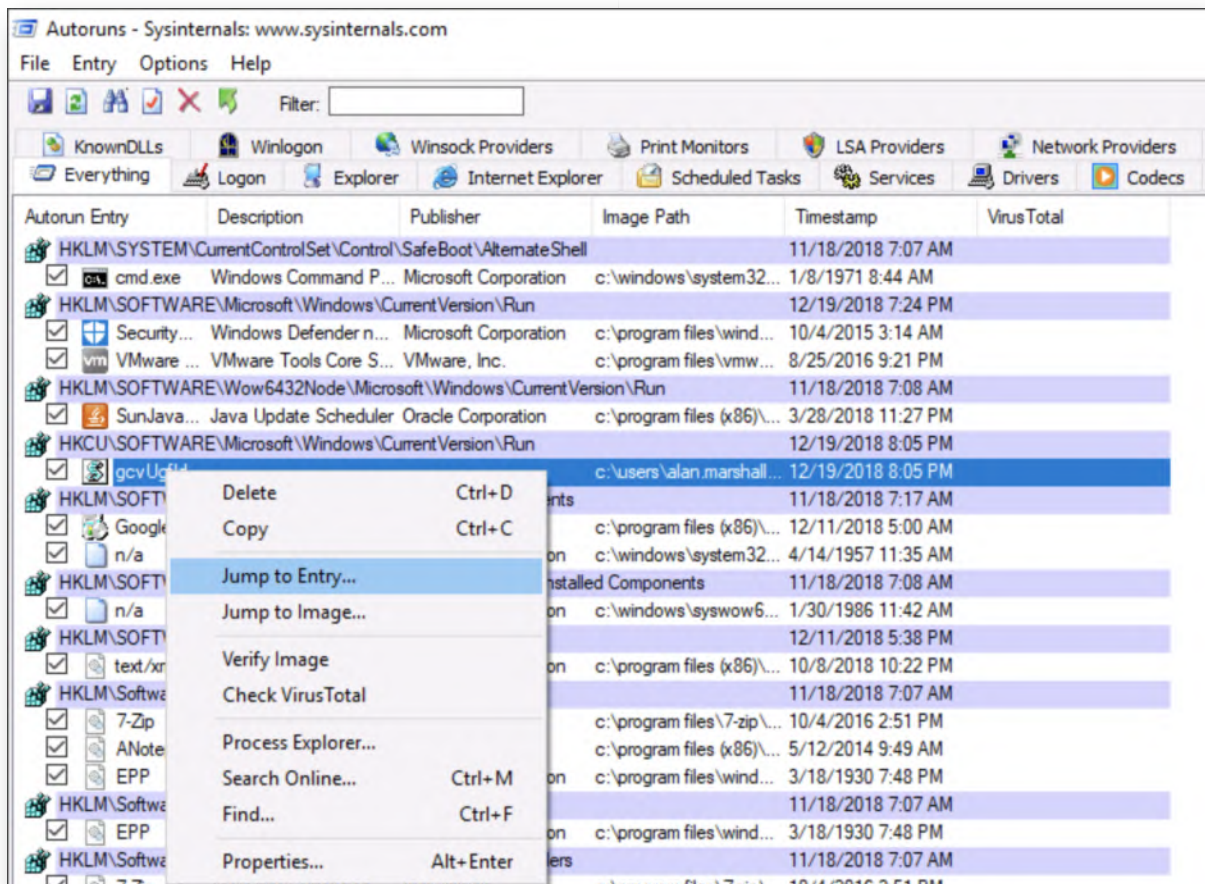 Autoruns - Sysinternals: www.sysinternals.com
File Entry Options Help
Filter:
KnownDLLs Winlogon Winsock Providers Print Monitors LSA Providers Network Providers
Everything Logon Explorer Internet Explorer Scheduled Tasks Services Drivers Codecs
Autorun Entry Description Publisher Image Path Timestamp VirusTotal
HKLM\SYSTEM\CurrentControlSet\Control\SafeBoot\AlternateShell 11/18/2018 7:07 AM
cmd.exe Windows Command P... Microsoft Corporation c:\windows\system32... 1/8/1971 8:44 AM
HKLM\SOFTWARE\Microsoft\Windows\CurrentVersion\Run 12/19/2018 7:24 PM
Security... Windows Defender n... Microsoft Corporation c:\program files\wind... 10/4/2015 3:14 AM
vm VMware ... VMware Tools Core S... VMware, Inc. c:\program files\vmw... 8/25/2016 9:21 PM
HKLM\SOFTWARE\Wow6432Node\Microsoft\Windows\CurrentVersion\Run 11/18/2018 7:08 AM
SunJava... Java Update Scheduler Oracle Corporation c:\program files (x86)\... 3/28/2018 11:27 PM
HKCU\SOFTWARE\Microsoft\Windows\CurrentVersion\Run 12/19/2018 8:05 PM
c:\users\alan.marshall... 12/19/2018 8:05 PM
Delete Ctrl+D
HKLM\SOFT ents 11/18/2018 7:17 AM
Copy Ctrl+C
Google c:\program files (x86)\... 12/11/2018 5:00 AM
n/a on c:\windows\system32... 4/14/1957 11:35 AM
Jump to Entry...
HKLM\SOFT nstalled Components 11/18/2018 7:08 AM
Jump to Image...
n/a on c:\windows\syswow6... 1/30/1986 11:42 AM
HKLM\SOFT 12/11/2018 5:38 PM
Verify Image
text/xr on c:\program files (x86)\... 10/8/2018 10:22 PM
Check VirusTotal
HKLM\Softwa 11/18/2018 7:07 AM
7-Zip c:\program files\7-zip\... 10/4/2016 2:51 PM
Process Explorer...
ANote c:\program files (x86)\... 5/12/2014 9:49 AM
Search Online... Ctrl+M
EPP on c:\program files\wind... 3/18/1930 7:48 PM
HKLM\Softwa 11/18/2018 7:07 AM
Find... Ctrl+F
EPP on c:\program files\wind... 3/18/1930 7:48 PM
HKLM\Softwa lers 11/18/2018 7:07 AM
Properties... Alt+Enter